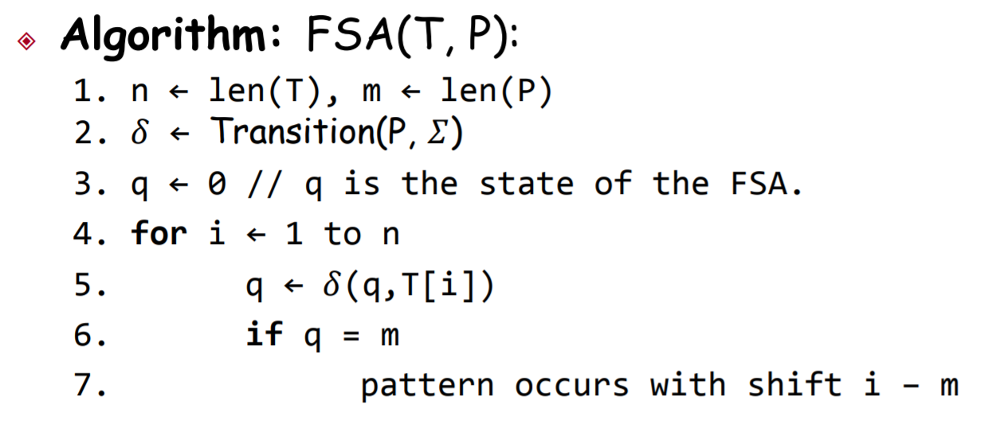 Algorithm: FSA(T, P):
1. n ← len(T), m ← len(P)
2. δ ← Transition(P, Σ)
3. q ← 0 // q is the state of the FSA.
4. for i ← 1 to n
5. q ← δ(q,T[i])
6. if q = m
7. pattern occurs with shift i – m